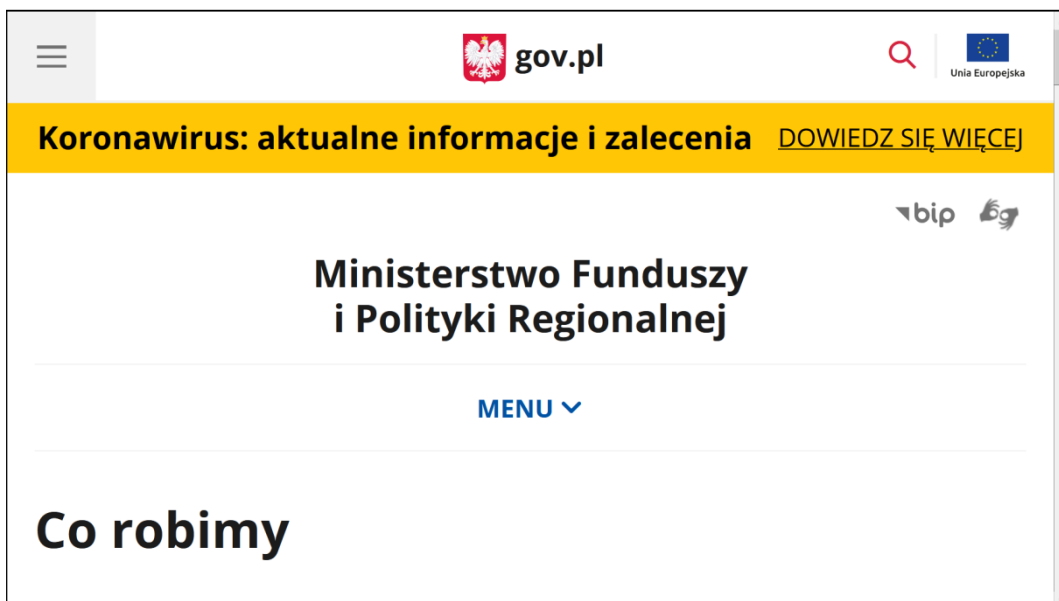 gov.pl
Unia Europejska
Koronawirus: aktualne informacje i zalecenia DOWIEDZ SIĘ WIĘCEJ
bip
Ministerstwo Funduszy
i Polityki Regionalnej
MENU
Co robimy